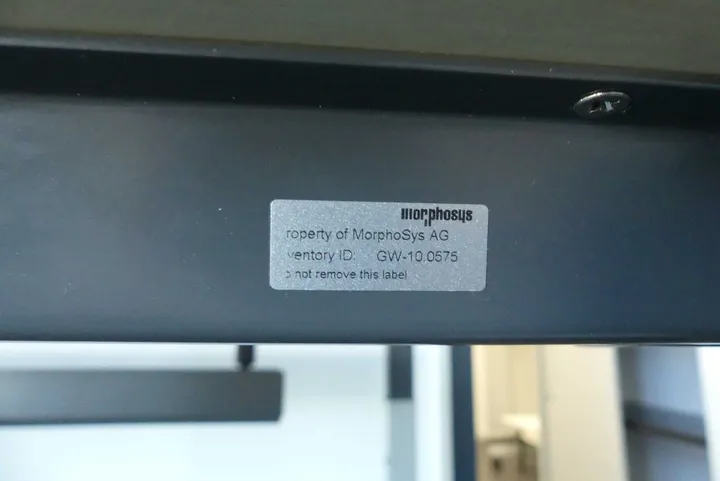 morphosys
roperty of MorphoSys AG
ventory ID: GW-10.0575
o not remove this label